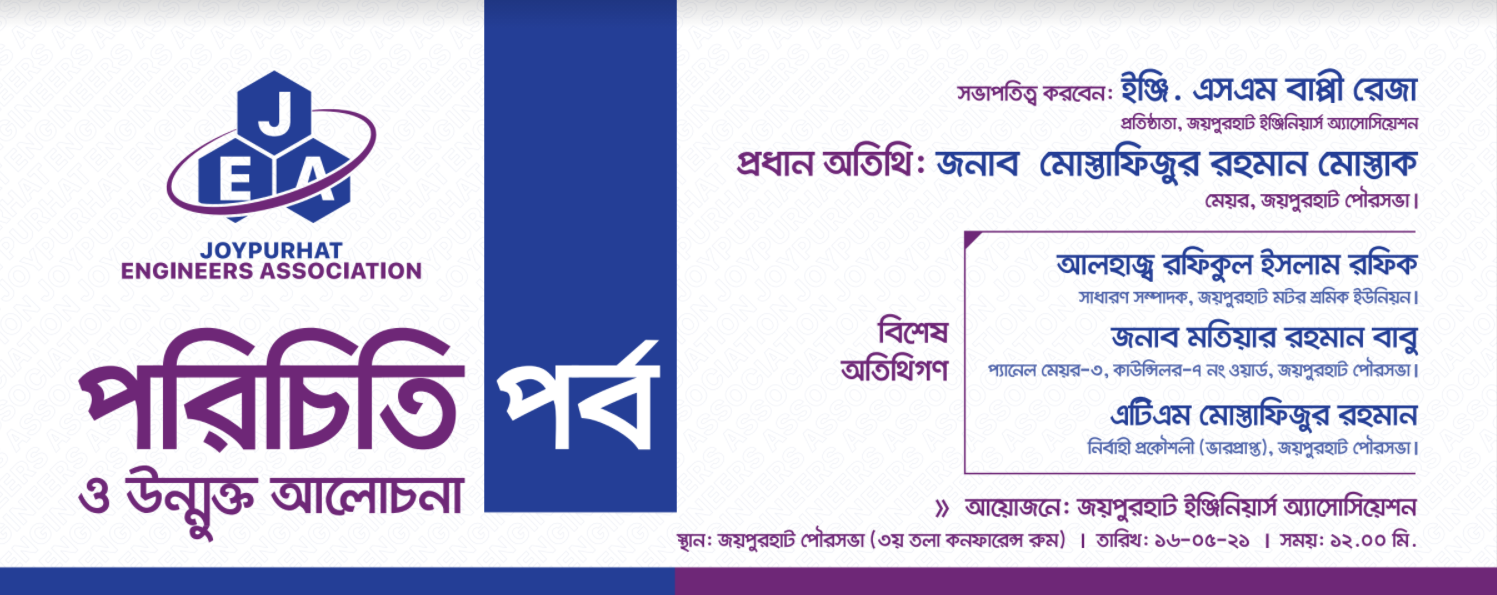 J
E A
JOYPURHAT
ENGINEERS ASSOCIATION
পরিচিতি পর্ব
ও উন্মুক্ত আলোচনা
সভাপতিত্ব করবেন: ইঞ্জি. এসএম বাপ্পী রেজা
প্রতিষ্ঠাতা, জয়পুরহাট ইঞ্জিনিয়ার্স অ্যাসোসিয়েশন
প্রধান অতিথি: জনাব মোস্তাফিজুর রহমান মোস্তাক
মেয়র, জয়পুরহাট পৌরসভা।
বিশেষ
অতিথিগণ
আলহাজ্ব রফিকুল ইসলাম রফিক
সাধারণ সম্পাদক, জয়পুরহাট মটর শ্রমিক ইউনিয়ন।
জনাব মতিয়ার রহমান বাবু
প্যানেল মেয়র-৩, কাউন্সিলর-৭ নং ওয়ার্ড, জয়পুরহাট পৌরসভা।
এটিএম মোস্তাফিজুর রহমান
নির্বাহী প্রকৌশলী (ভারপ্রাপ্ত), জয়পুরহাট পৌরসভা।
» আয়োজনে: জয়পুরহাট ইঞ্জিনিয়ার্স অ্যাসোসিয়েশন
স্থান: জয়পুরহাট পৌরসভা (৩য় তলা কনফারেন্স রুম) | তারিখ: ১৬-০৫-২১ | সময়: ১২.০০ মি.